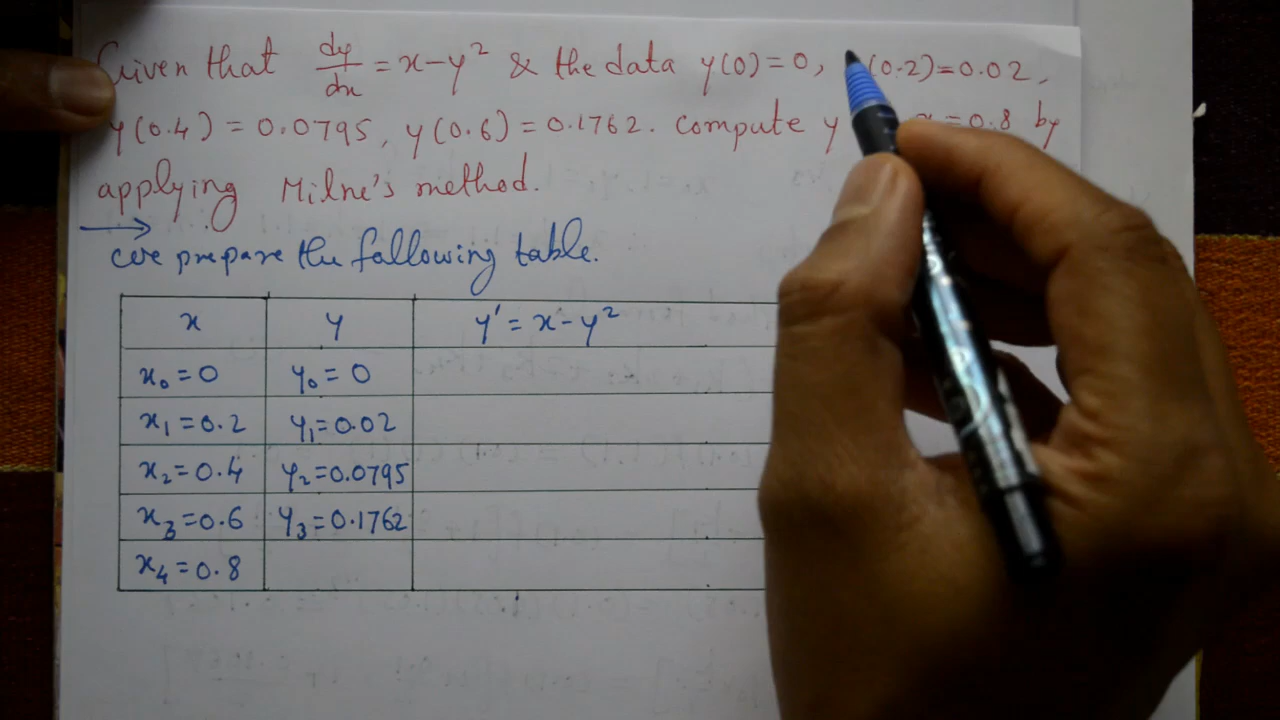 Given that dy/dx = x - y² & the data y(0) = 0, (0.2) = 0.02,
y(0.4) = 0.0795, y(0.6) = 0.1762. Compute y x = 0.8 by
applying Milne's method.
we prepare the following table.
x y y' = x - y²
x₀ = 0 y₀ = 0
x₁ = 0.2 y₁ = 0.02
x₂ = 0.4 y₂ = 0.0795
x₃ = 0.6 y₃ = 0.1762
x₄ = 0.8